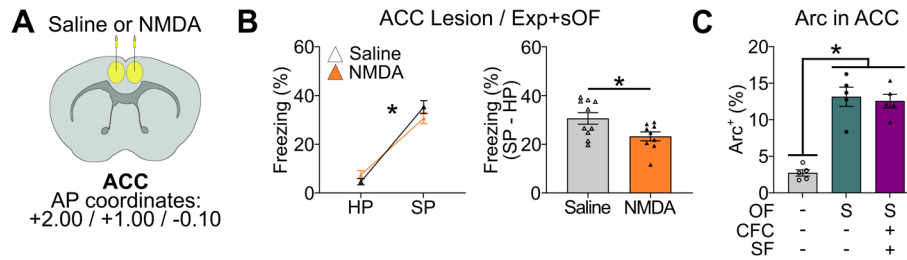 A
Saline or NMDA
ACC
AP coordinates:
+2.00 / +1.00 / -0.10
B
ACC Lesion / Exp+sOF
Freezing (%)
60
40
20
0
Saline
NMDA
*
HP
SP
Freezing (%)
(SP - HP)
60
40
20
0
*
Saline
NMDA
C
Arc in ACC
Arc+ (%)
20
15
10
5
0
*
OF - S S
CFC - - +
SF - - +